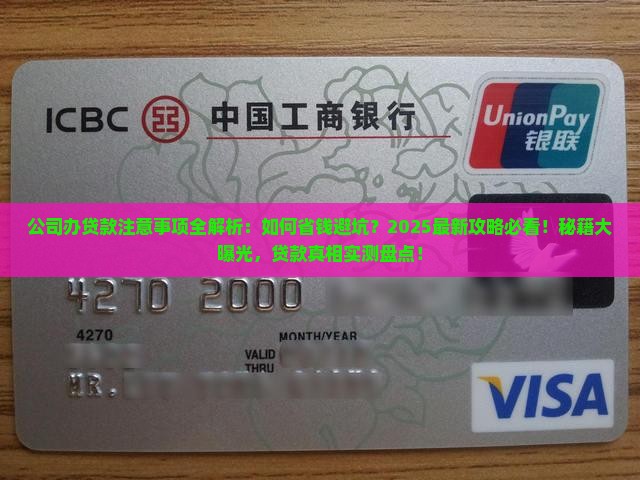 ICBC 中国工商银行
UnionPay
银联
公司办贷款注意事项全解析：如何省钱避坑？2025最新攻略必看！秘籍大
曝光，贷款真相实测盘点！
4270 2000
4270
MONTH/YEAR
VALID
THRU
MR.
VISA